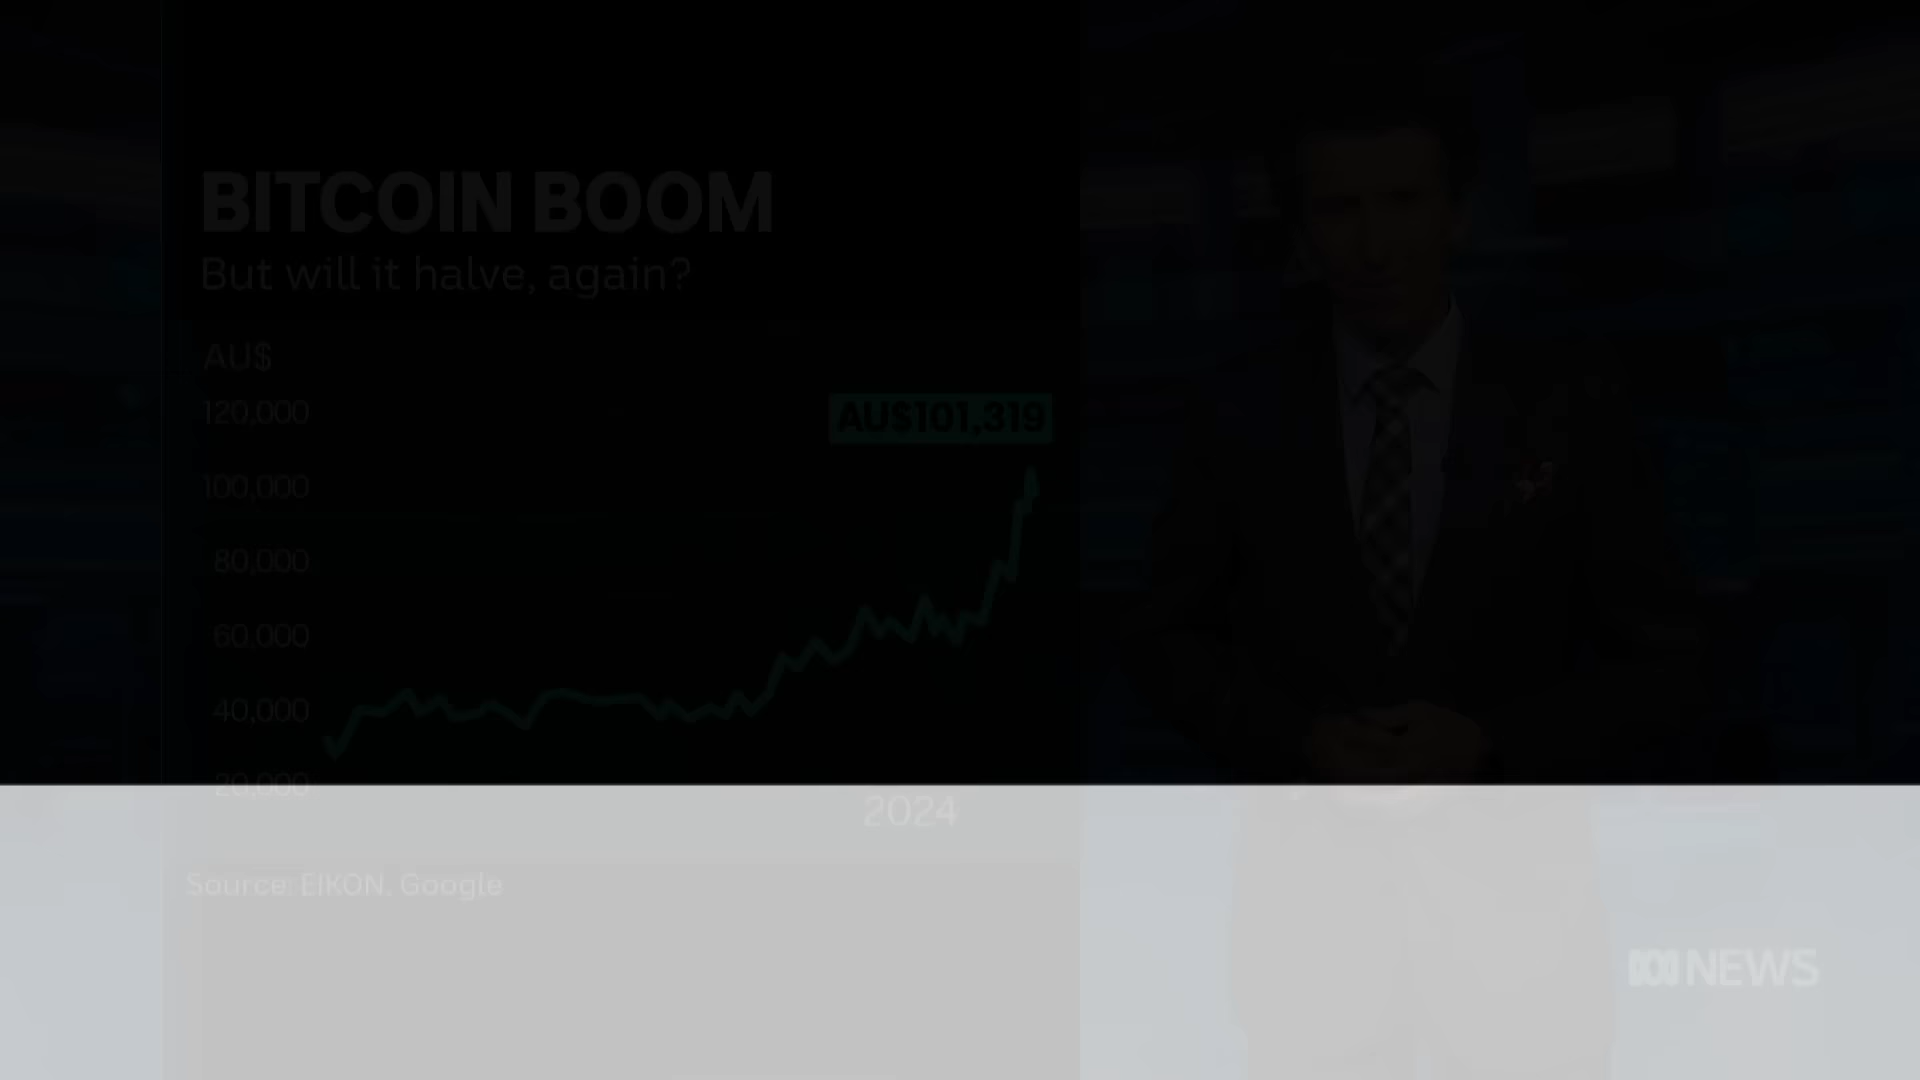 BITCOIN BOOM
But will it halve, again?
AU$
120,000
AU$101,319
100,000
80,000
60,000
40,000
20,000
2024
Source: EIKON, Google
NEWS